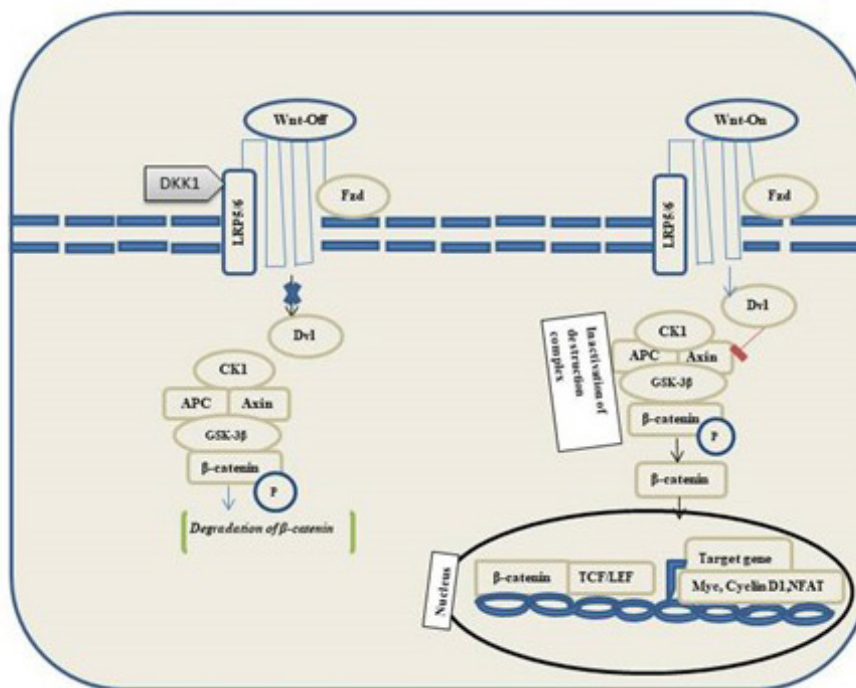 Wnt-Off
DKK1
LRP5/6
Fzd
Dvl
CK1
APC
Axin
GSK-3β
β-catenin
P
Degradation of β-catenin
Wnt-On
LRP5/6
Fzd
Dvl
Inactivation of
destruction
complex
CK1
APC
Axin
GSK-3β
β-catenin
P
β-catenin
Nucleus
β-catenin
TCF/LEF
Target gene
Myc, Cyclin D1,NFAT